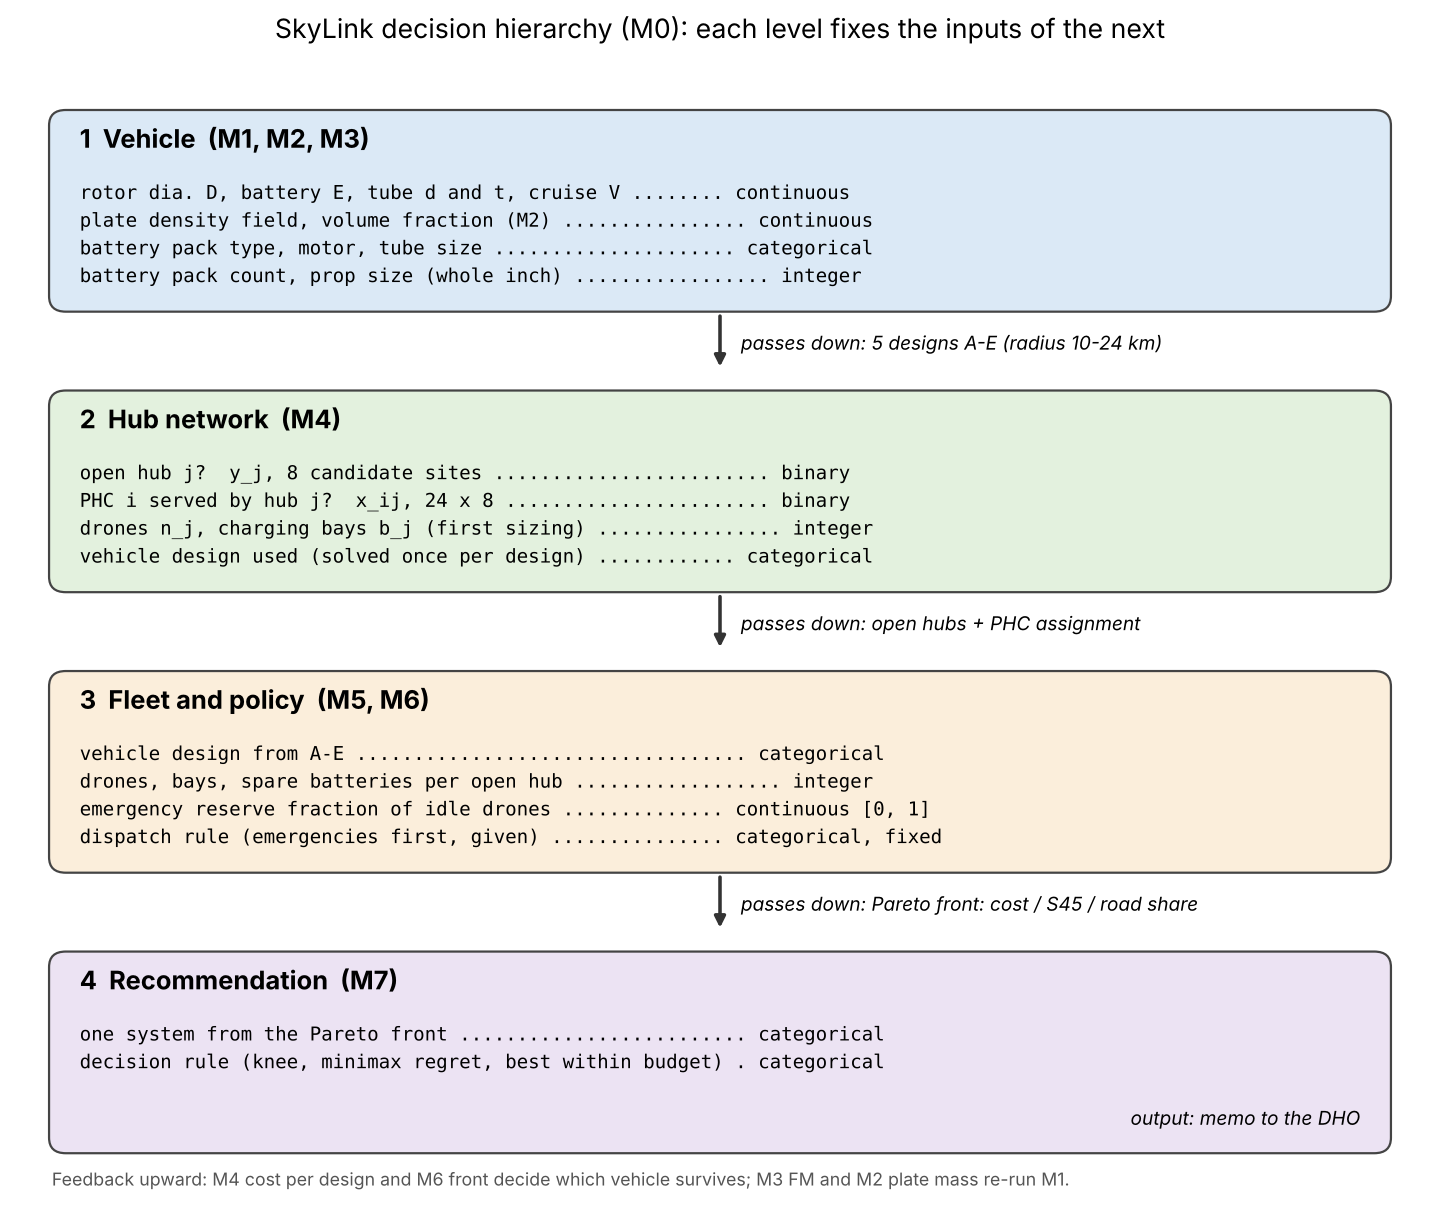 SkyLink decision hierarchy (M0): each level fixes the inputs of the next
1 Vehicle (M1, M2, M3)
rotor dia. D, battery E, tube d and t, cruise V ........ continuous
plate density field, volume fraction (M2) ................ continuous
battery pack type, motor, tube size ..................... categorical
battery pack count, prop size (whole inch) ................. integer
passes down: 5 designs A-E (radius 10-24 km)
2 Hub network (M4)
open hub j?  y_j, 8 candidate sites ........................ binary
PHC i served by hub j?  x_ij, 24 x 8 ....................... binary
drones n_j, charging bays b_j (first sizing) ................ integer
vehicle design used (solved once per design) ............ categorical
passes down: open hubs + PHC assignment
3 Fleet and policy (M5, M6)
vehicle design from A-E .................................. categorical
drones, bays, spare batteries per open hub .................. integer
emergency reserve fraction of idle drones .............. continuous [0, 1]
dispatch rule (emergencies first, given) ............... categorical, fixed
passes down: Pareto front: cost / S45 / road share
4 Recommendation (M7)
one system from the Pareto front ......................... categorical
decision rule (knee, minimax regret, best within budget) . categorical
output: memo to the DHO
Feedback upward: M4 cost per design and M6 front decide which vehicle survives; M3 FM and M2 plate mass re-run M1.